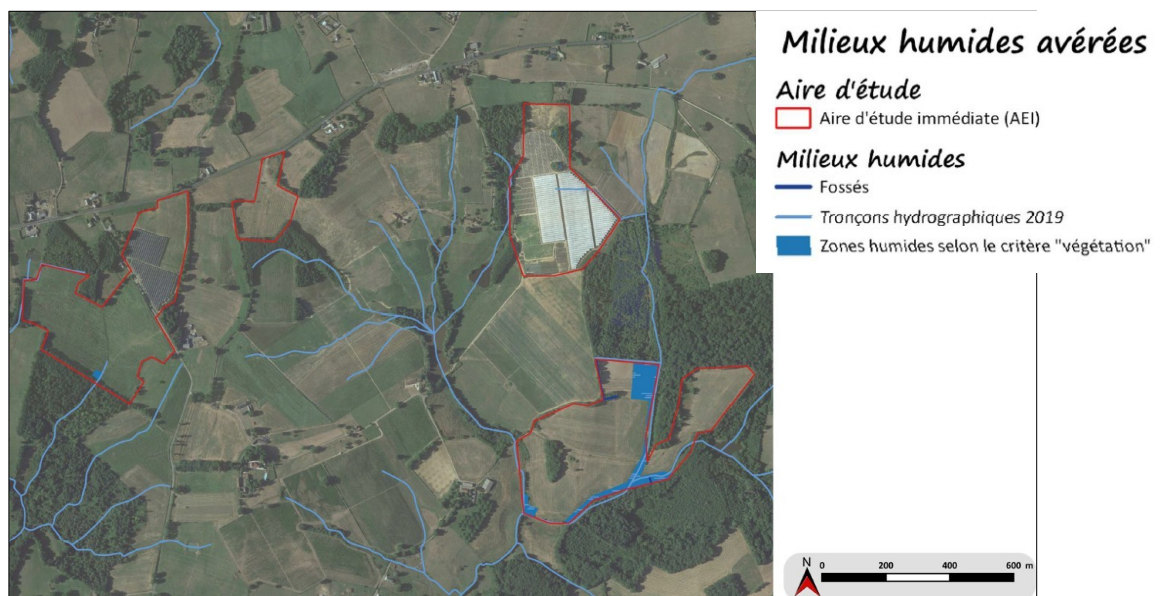 Milieux humides avérées
Aire d'étude
Aire d'étude immédiate (AEI)
Milieux humides
Fossés
Tronçons hydrographiques 2019
Zones humides selon le critère "végétation"
N
0 200 400 600 m